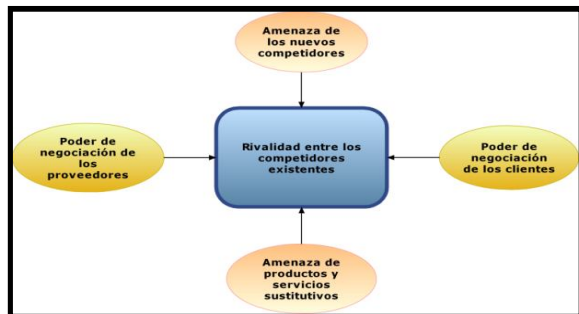 Amenaza de
los nuevos
competidores
Poder de
negociación de
los
proveedores
Rivalidad entre los
competidores
existentes
Poder de
negociación
de los clientes
Amenaza de
productos y
servicios
sustitutivos